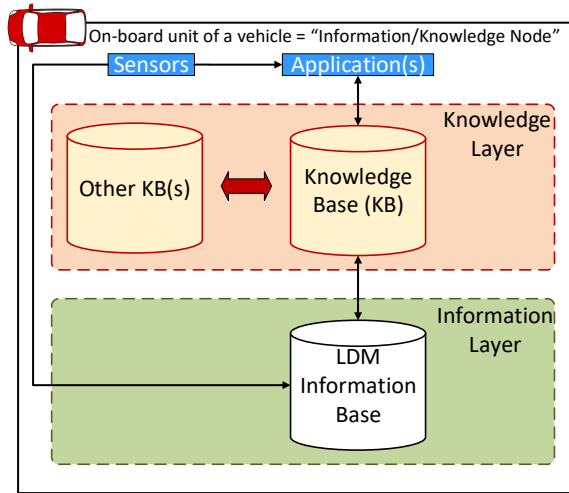 On-board unit of a vehicle = “Information/Knowledge Node”
Sensors
Application(s)
Knowledge
Layer
Other KB(s)
Knowledge
Base (KB)
Information
Layer
LDM
Information
Base